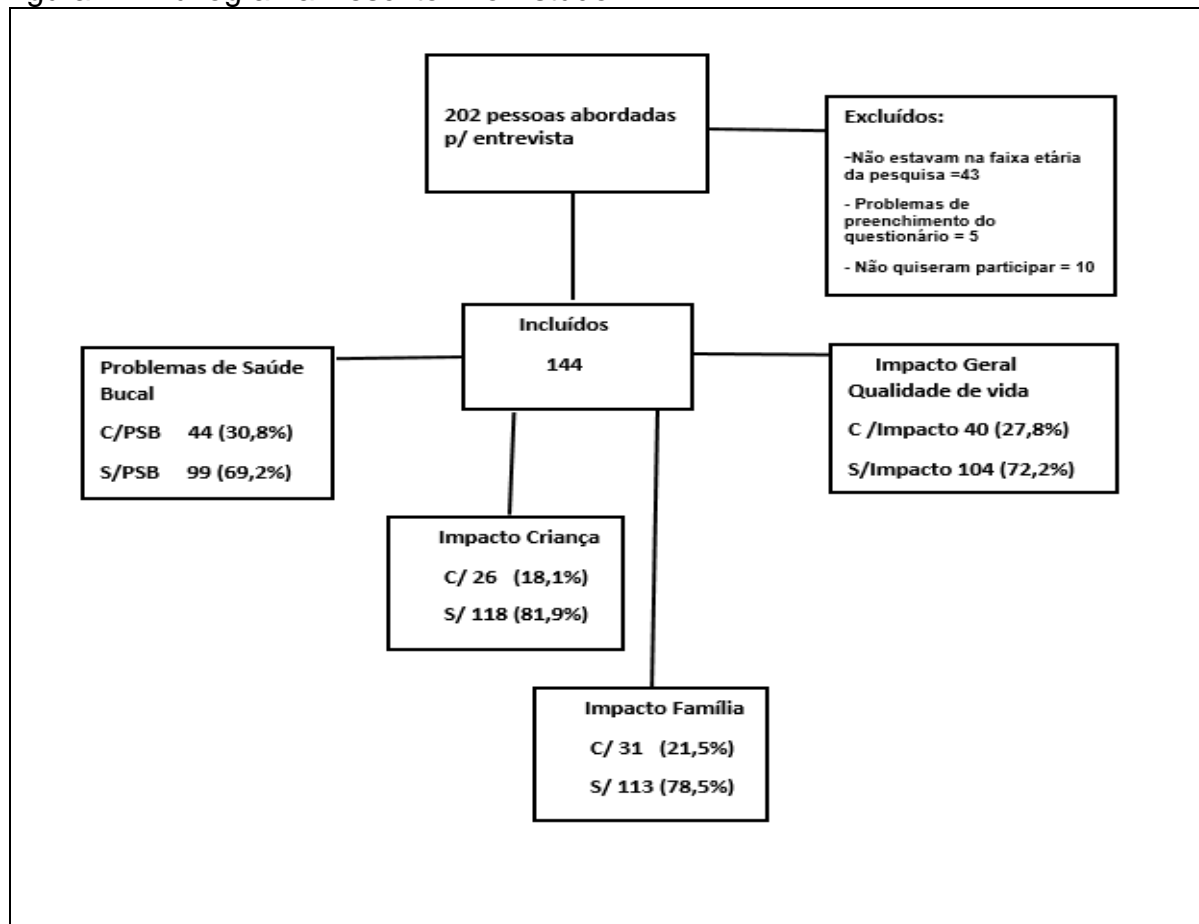 202 pessoas abordadas
p/ entrevista
Excluídos:
-Não estavam na faixa etária
da pesquisa =43
- Problemas de
preenchimento do
questionário = 5
- Não quiseram participar = 10
Incluídos
144
Problemas de Saúde
Bucal
C/PSB 44 (30,8%)
S/PSB 99 (69,2%)
Impacto Geral
Qualidade de vida
C /Impacto 40 (27,8%)
S/Impacto 104 (72,2%)
Impacto Criança
C/ 26 (18,1%)
S/ 118 (81,9%)
Impacto Família
C/ 31 (21,5%)
S/ 113 (78,5%)